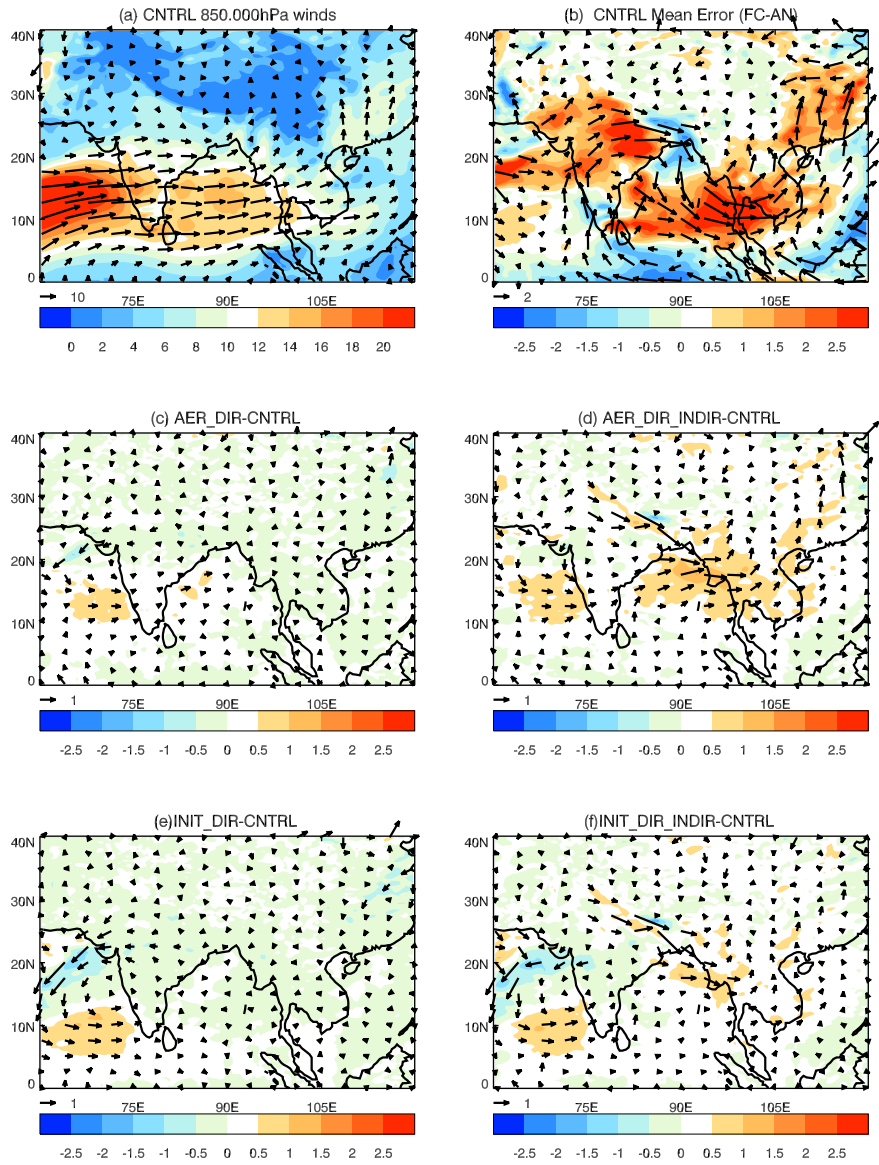 (a) CNTRL 850.000hPa winds
(b) CNTRL Mean Error (FC-AN)
40N 30N 20N 10N 0
40N 30N 20N 10N 0
10 75E 90E 105E
2 75E 90E 105E
0 2 4 6 8 10 12 14 16 18 20
-2.5 -2 -1.5 -1 -0.5 0 0.5 1 1.5 2 2.5
(c) AER_DIR-CNTRL
(d) AER_DIR_INDIR-CNTRL
40N 30N 20N 10N 0
40N 30N 20N 10N 0
1 75E 90E 105E
1 75E 90E 105E
-2.5 -2 -1.5 -1 -0.5 0 0.5 1 1.5 2 2.5
-2.5 -2 -1.5 -1 -0.5 0 0.5 1 1.5 2 2.5
(e)INIT_DIR-CNTRL
(f)INIT_DIR_INDIR-CNTRL
40N 30N 20N 10N 0
40N 30N 20N 10N 0
1 75E 90E 105E
1 75E 90E 105E
-2.5 -2 -1.5 -1 -0.5 0 0.5 1 1.5 2 2.5
-2.5 -2 -1.5 -1 -0.5 0 0.5 1 1.5 2 2.5